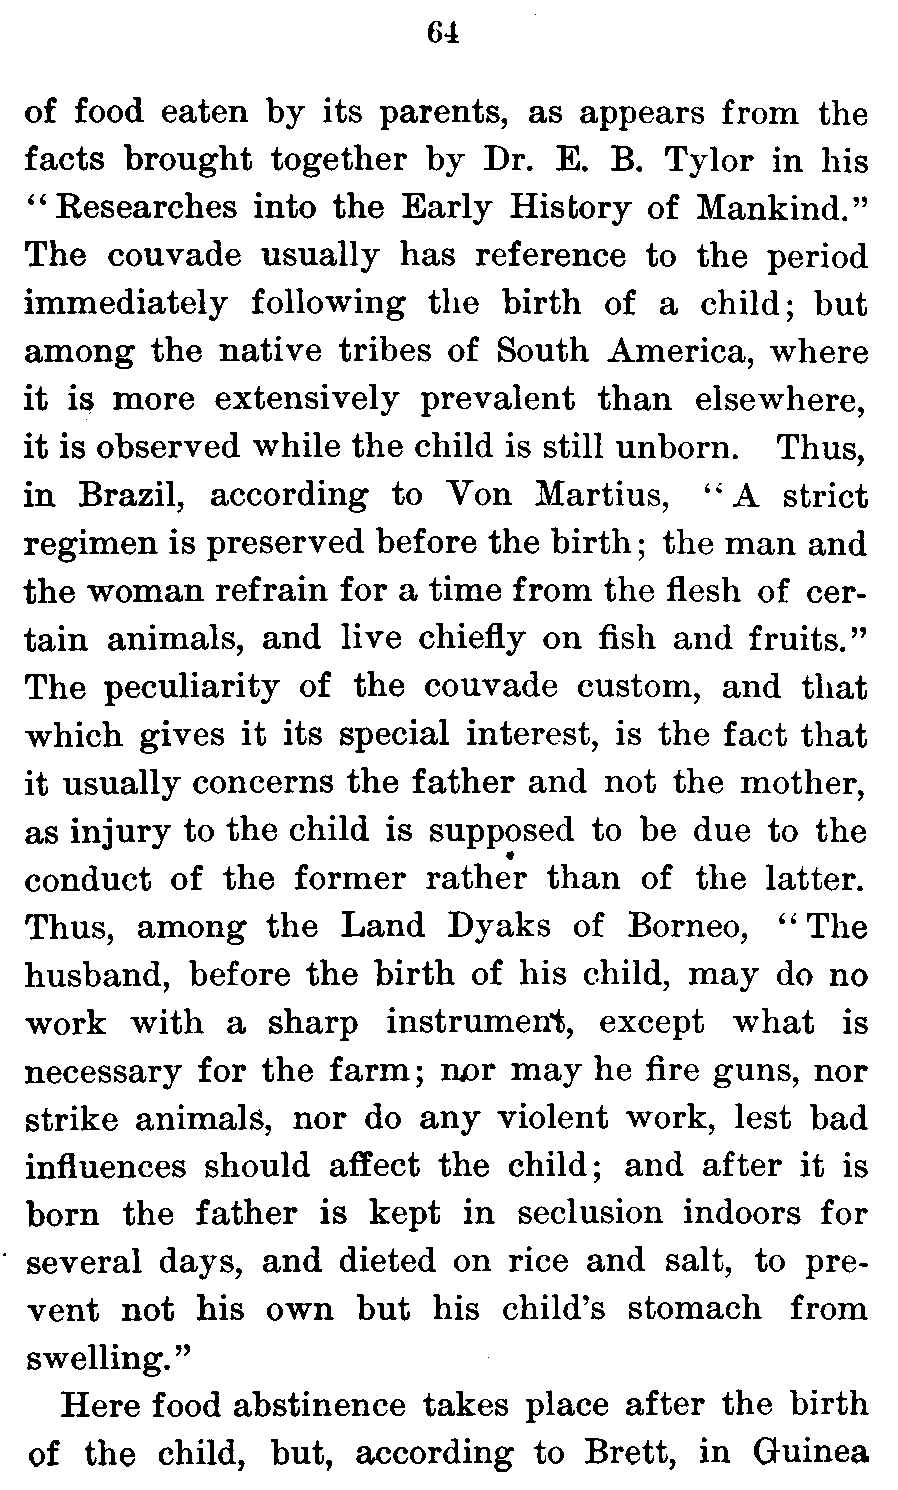 64
of food eaten by its parents, as appears from the
facts brought together by Dr. E. B. Tylor in his
“Researches into the Early History of Mankind.”
The couvade usually has reference to the period
immediately following the birth of a child; but
among the native tribes of South America, where
it is more extensively prevalent than elsewhere,
it is observed while the child is still unborn. Thus,
in Brazil, according to Von Martius, “A strict
regimen is preserved before the birth; the man and
the woman refrain for a time from the flesh of cer-
tain animals, and live chiefly on fish and fruits.”
The peculiarity of the couvade custom, and that
which gives it its special interest, is the fact that
it usually concerns the father and not the mother,
as injury to the child is supposed to be due to the
conduct of the former rather than of the latter.
Thus, among the Land Dyaks of Borneo, “The
husband, before the birth of his child, may do no
work with a sharp instrument, except what is
necessary for the farm; nor may he fire guns, nor
strike animals, nor do any violent work, lest bad
influences should affect the child; and after it is
born the father is kept in seclusion indoors for
several days, and dieted on rice and salt, to pre-
vent not his own but his child’s stomach from
swelling.”
Here food abstinence takes place after the birth
of the child, but, according to Brett, in Guinea